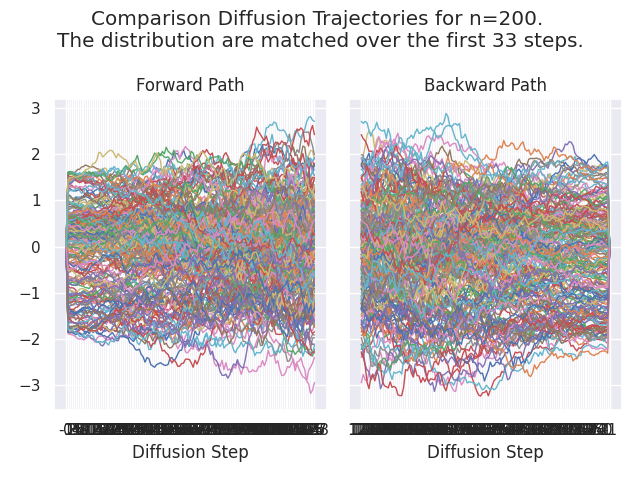 Comparison Diffusion Trajectories for n=200.
The distribution are matched over the first 33 steps.
Forward Path
Backward Path
3
2
1
0
−1
−2
−3
Diffusion Step
Diffusion Step